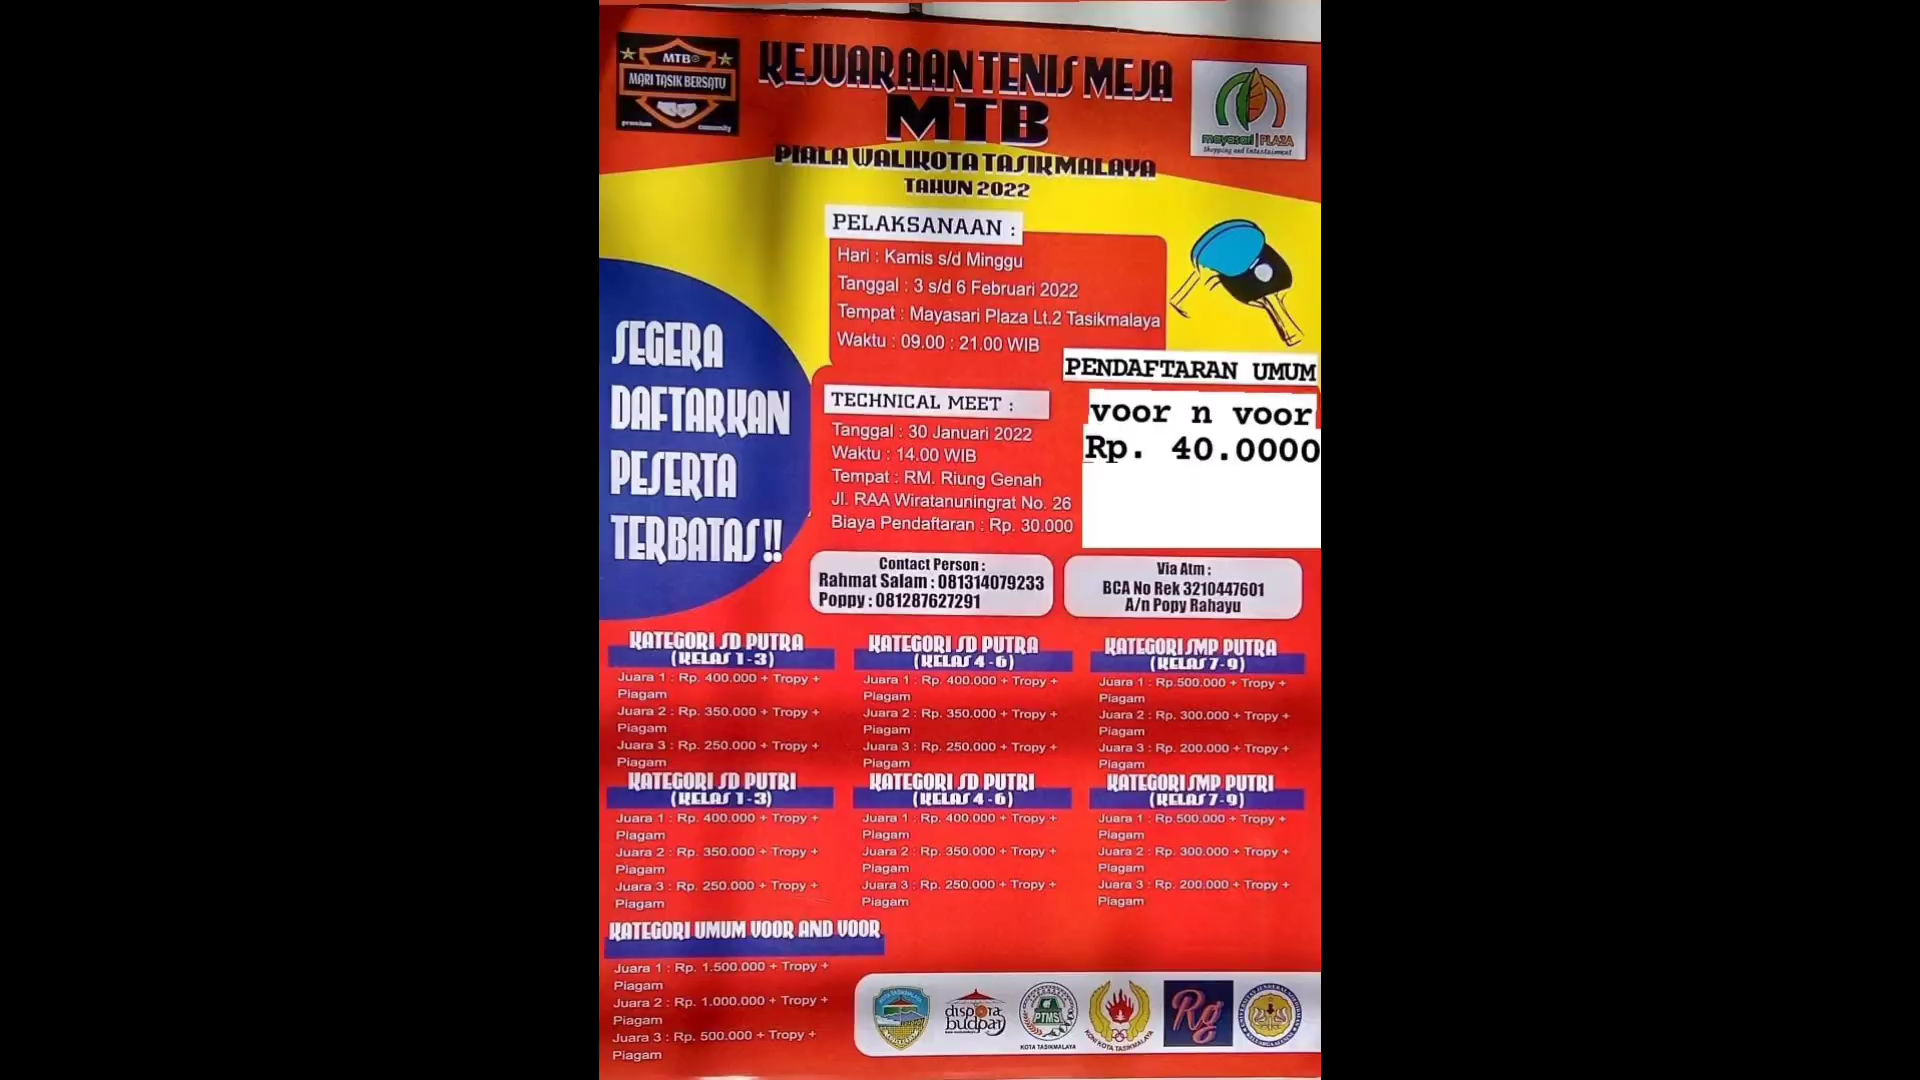 MTB®
MARI TASIK BERSATU
premium comunity
KEJUARAAN TENIS MEJA
MTB
PIALA WALIKOTA TASIKMALAYA
TAHUN 2022
mayasari | PLAZA
Shopping and Entertainment
PELAKSANAAN :
Hari : Kamis s/d Minggu
Tanggal : 3 s/d 6 Februari 2022
Tempat : Mayasari Plaza Lt.2 Tasikmalaya
Waktu : 09.00 : 21.00 WIB
SEGERA
DAFTARKAN
PESERTA
TERBATAS!!
PENDAFTARAN UMUM
voor n voor
Rp. 40.0000
TECHNICAL MEET :
Tanggal : 30 Januari 2022
Waktu : 14.00 WIB
Tempat : RM. Riung Genah
Jl. RAA Wiratanuningrat No. 26
Biaya Pendaftaran : Rp. 30.000
Contact Person :
Rahmat Salam : 081314079233
Poppy : 081287627291
Via Atm :
BCA No Rek 3210447601
A/n Popy Rahayu
KATEGORI SD PUTRA
(KELAS 1-3)
Juara 1 : Rp. 400.000 + Tropy +
Piagam
Juara 2 : Rp. 350.000 + Tropy +
Piagam
Juara 3 : Rp. 250.000 + Tropy +
Piagam
KATEGORI SD PUTRA
(KELAS 4-6)
Juara 1 : Rp. 400.000 + Tropy +
Piagam
Juara 2 : Rp. 350.000 + Tropy +
Piagam
Juara 3 : Rp. 250.000 + Tropy +
Piagam
KATEGORI SMP PUTRA
(KELAS 7-9)
Juara 1 : Rp.500.000 + Tropy +
Piagam
Juara 2 : Rp. 300.000 + Tropy +
Piagam
Juara 3 : Rp. 200.000 + Tropy +
Piagam
KATEGORI SD PUTRI
(KELAS 1-3)
Juara 1 : Rp. 400.000 + Tropy +
Piagam
Juara 2 : Rp. 350.000 + Tropy +
Piagam
Juara 3 : Rp. 250.000 + Tropy +
Piagam
KATEGORI SD PUTRI
(KELAS 4-6)
Juara 1 : Rp. 400.000 + Tropy +
Piagam
Juara 2 : Rp. 350.000 + Tropy +
Piagam
Juara 3 : Rp. 250.000 + Tropy +
Piagam
KATEGORI SMP PUTRI
(KELAS 7-9)
Juara 1 : Rp.500.000 + Tropy +
Piagam
Juara 2 : Rp. 300.000 + Tropy +
Piagam
Juara 3 : Rp. 200.000 + Tropy +
Piagam
KATEGORI UMUM VOOR AND VOOR
Juara 1 : Rp. 1.500.000 + Tropy +
Piagam
Juara 2 : Rp. 1.000.000 + Tropy +
Piagam
Juara 3 : Rp. 500.000 + Tropy +
Piagam
KOTA TASIKMALAYA
dispora
budpar
PTMSI
KOTA TASIKMALAYA
KONI KOTA TASIKMALAYA
Rg